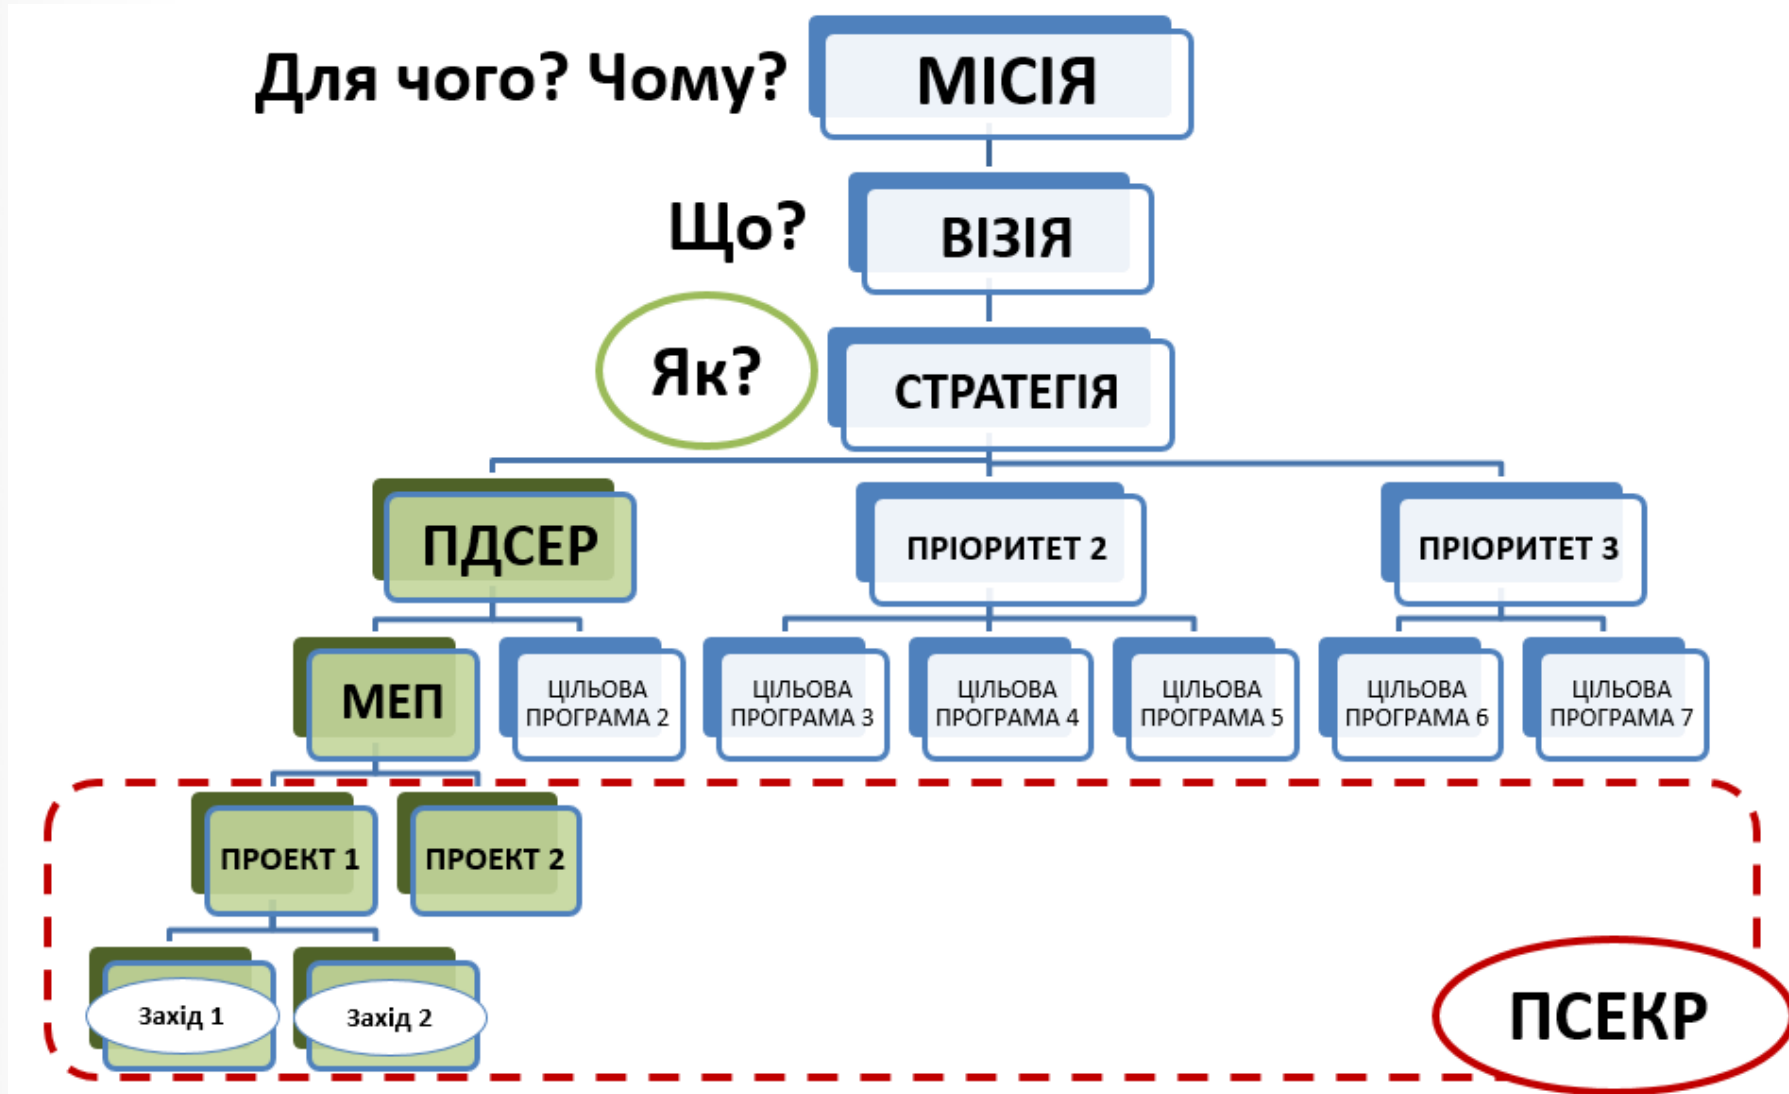 Для чого? Чому?
МІСІЯ
Що?
ВІЗІЯ
Як?
СТРАТЕГІЯ
ПДСЕР
ПРІОРИТЕТ 2
ПРІОРИТЕТ 3
МЕП
ЦІЛЬОВА
ПРОГРАМА 2
ЦІЛЬОВА
ПРОГРАМА 3
ЦІЛЬОВА
ПРОГРАМА 4
ЦІЛЬОВА
ПРОГРАМА 5
ЦІЛЬОВА
ПРОГРАМА 6
ЦІЛЬОВА
ПРОГРАМА 7
ПРОЕКТ 1
ПРОЕКТ 2
Захід 1
Захід 2
ПСЕКР